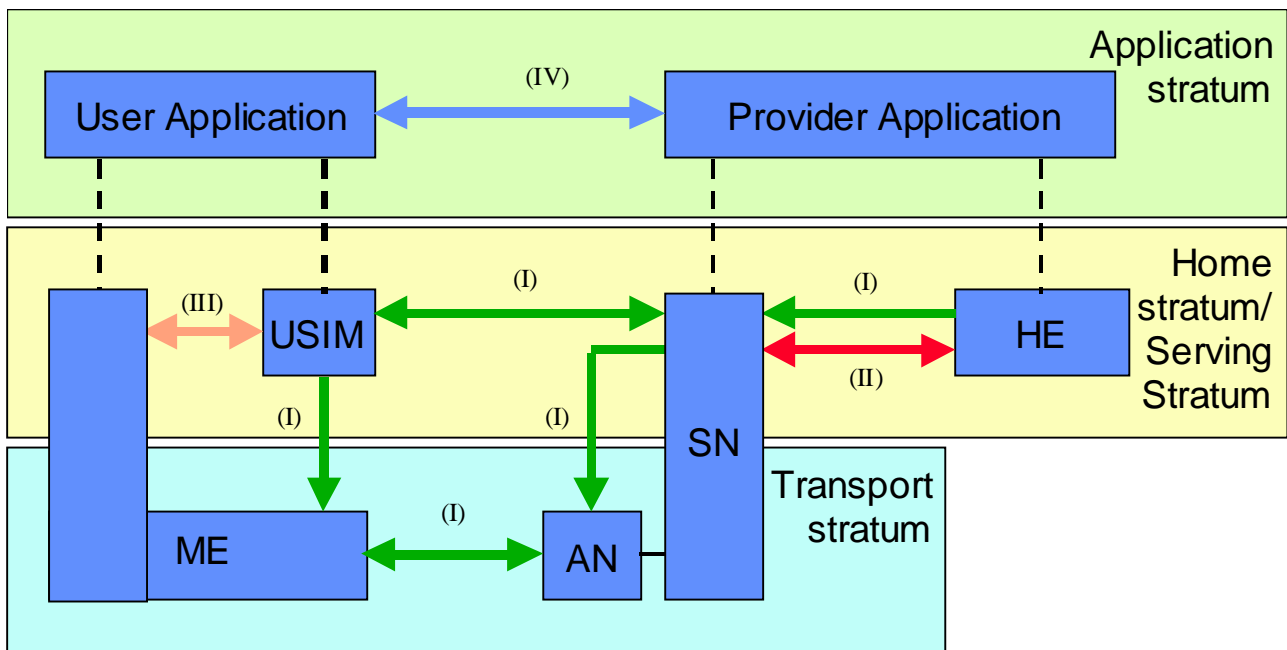 Application
stratum
(IV)
User Application
Provider Application
Home
stratum/
Serving
Stratum
(I)
(I)
(III)
USIM
HE
(II)
(I)
(I)
SN
Transport
stratum
(I)
ME
AN